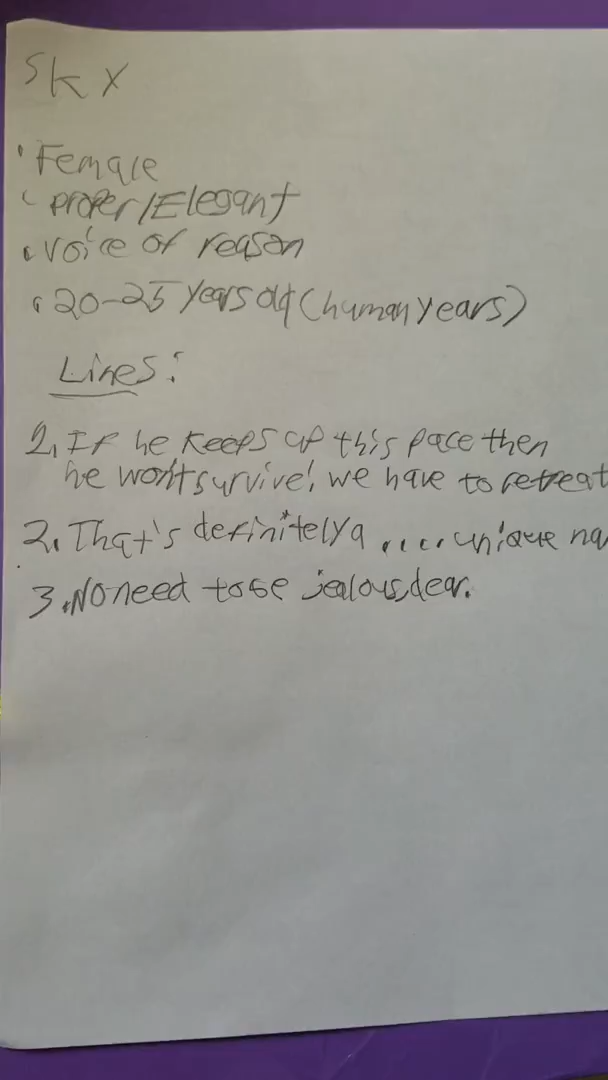 Skx
• Female
• proper/Elegant
• voice of reason
• 20-25 years old (human years)
Lines:
1. If he keeps up this pace then
he won't survive! we have to retreat
2. That's definitely a .... unique na
3. No need to be jealous, dear.